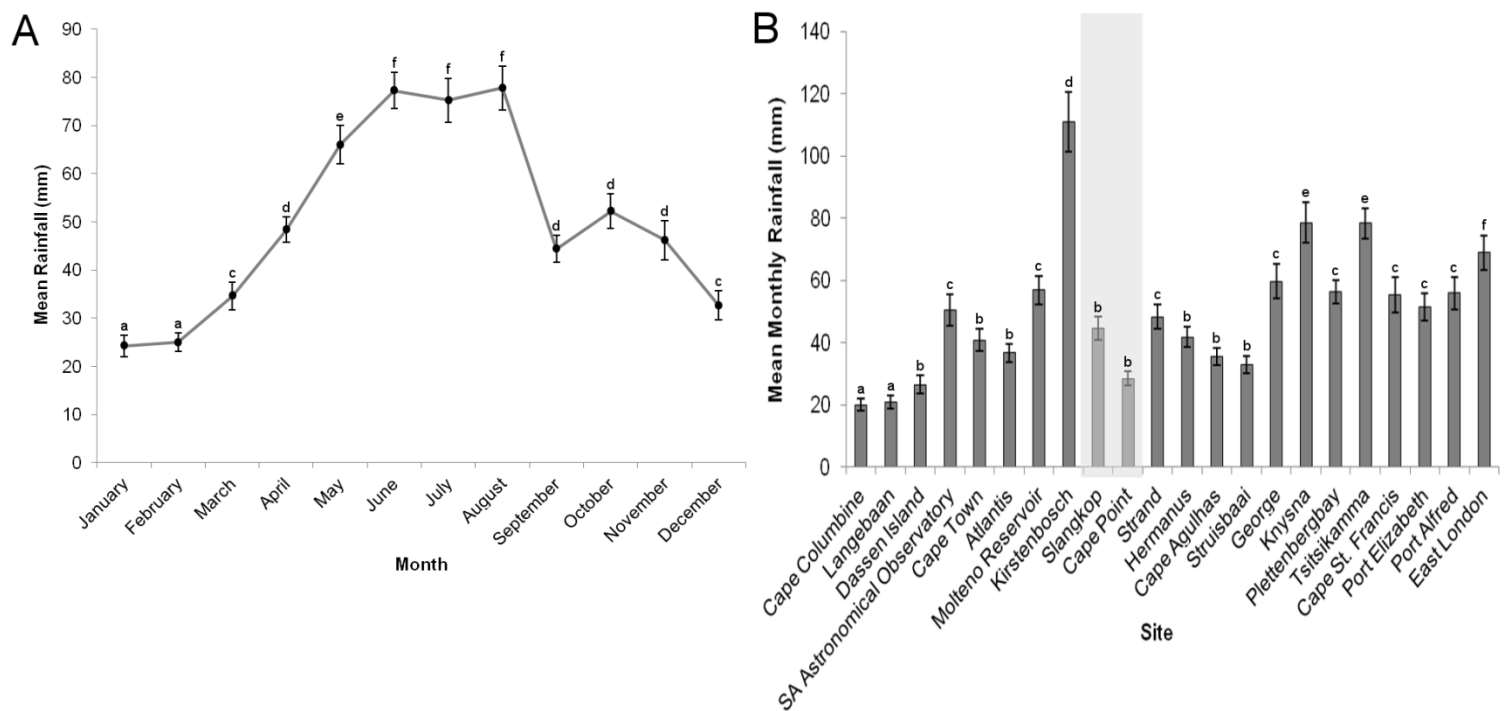 A
Mean Rainfall (mm)
90
80
70
60
50
40
30
20
10
0
a
a
c
d
e
f
f
f
d
d
d
c
January
February
March
April
May
June
July
August
September
October
November
December
Month
B
Mean Monthly Rainfall (mm)
140
120
100
80
60
40
20
0
a
a
b
c
b
b
c
d
b
b
c
b
b
b
c
e
c
e
c
c
c
f
Cape Columbine
Langebaan
Dassen Island
SA Astronomical Observatory
Cape Town
Atlantis
Molteno Reservoir
Kirstenbosch
Slangkop
Cape Point
Strand
Hermanus
Cape Agulhas
Struisbaai
George
Knysna
Plettenbergbay
Tsitsikamma
Cape St. Francis
Port Elizabeth
Port Alfred
East London
Site